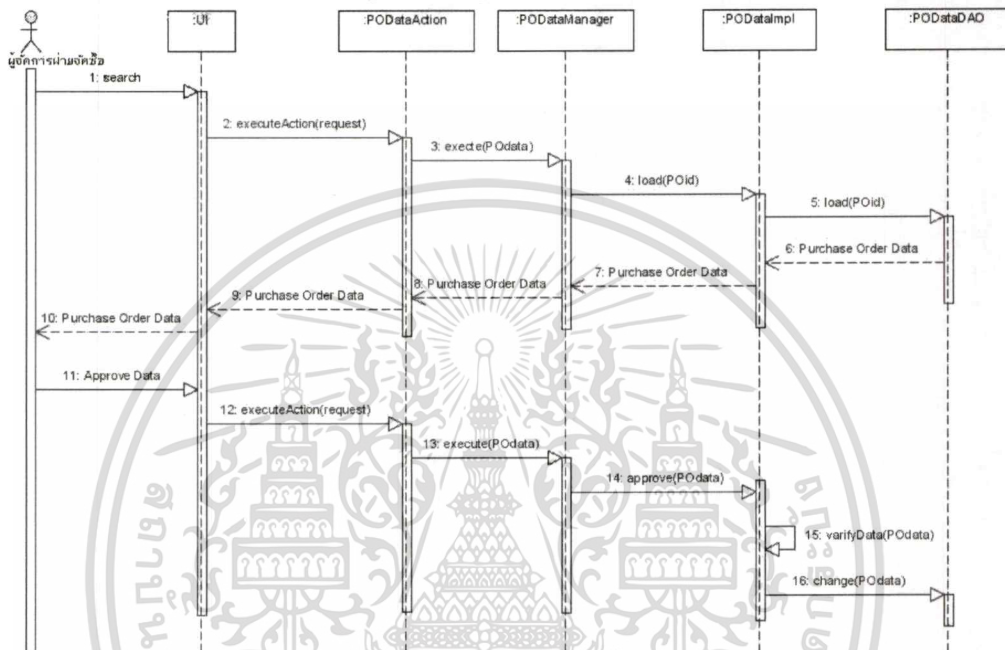 :UI
:PODataAction
:PODataManager
:PODataImpl
:PODataDAO
ผู้จัดการฝ่ายจัดซื้อ
1: search
2: executeAction(request)
3: execte(POdata)
4: load(POid)
5: load(POid)
6: Purchase Order Data
7: Purchase Order Data
8: Purchase Order Data
9: Purchase Order Data
10: Purchase Order Data
11: Approve Data
12: executeAction(request)
13: execute(POdata)
14: approve(POdata)
15: varifyData(POdata)
16: change(POdata)